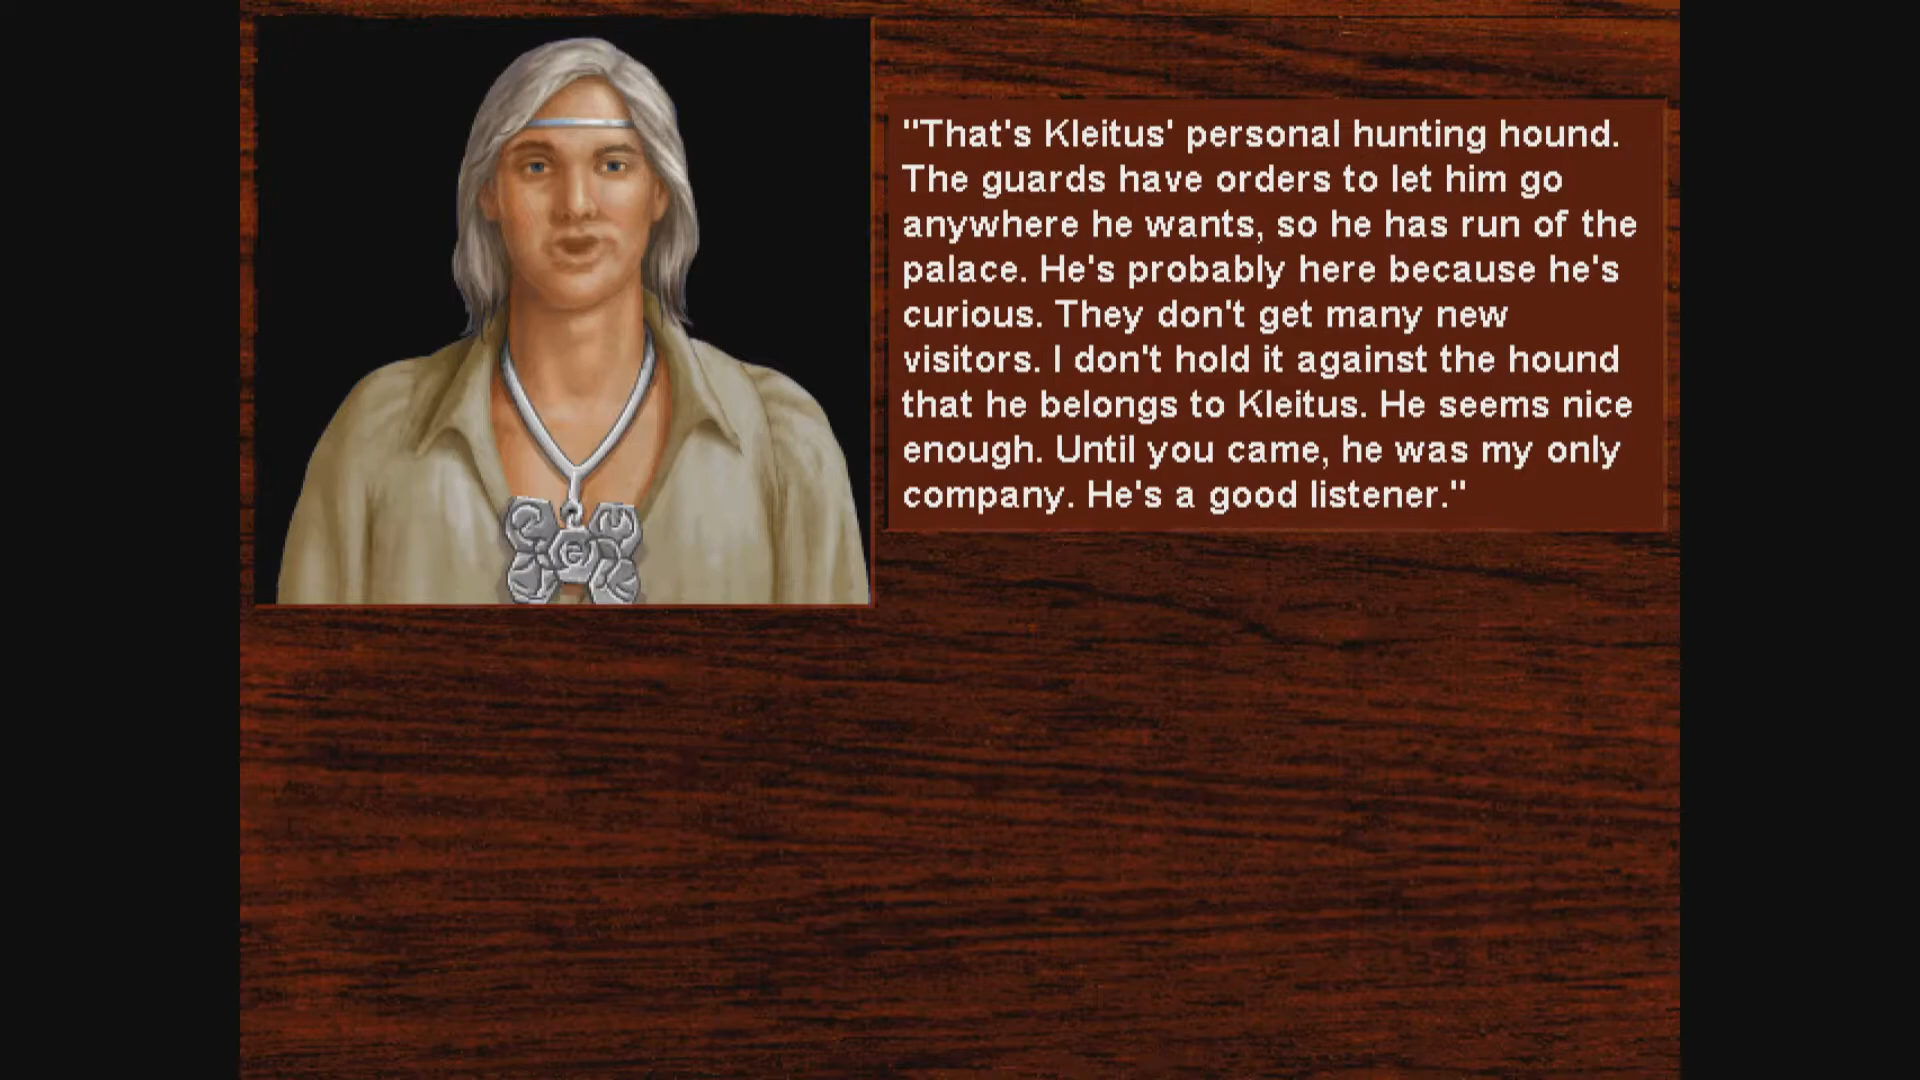 "That's Kleitus' personal hunting hound.
The guards have orders to let him go
anywhere he wants, so he has run of the
palace. He's probably here because he's
curious. They don't get many new
visitors. I don't hold it against the hound
that he belongs to Kleitus. He seems nice
enough. Until you came, he was my only
company. He's a good listener."